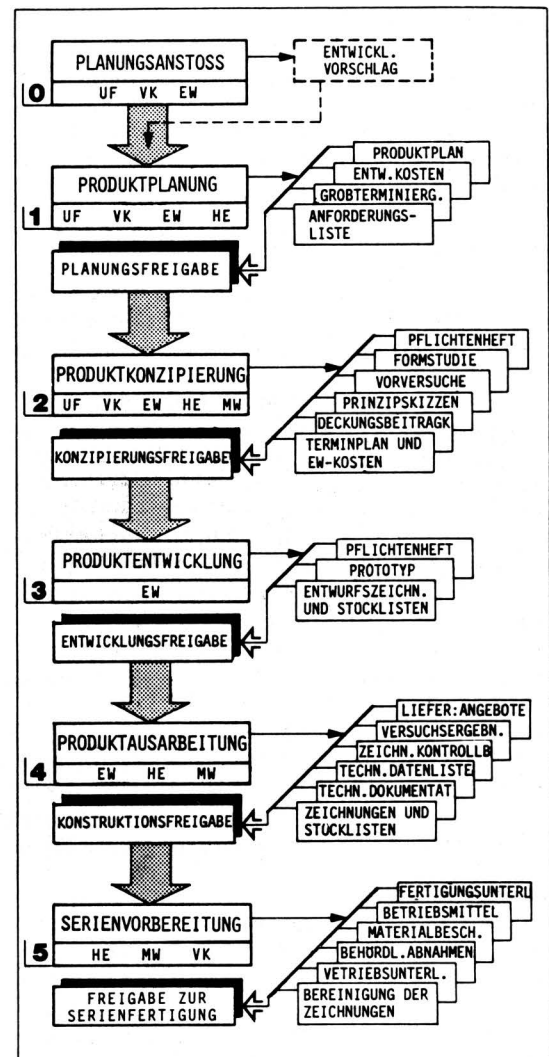 PLANUNGSANSTOSS
0 UF VK EW
ENTWICKL.
VORSCHLAG
PRODUKTPLANUNG
1 UF VK EW HE
PRODUKTPLAN
ENTW.KOSTEN
GROBTERMINIERG.
ANFORDERUNGS-
LISTE
PLANUNGSFREIGABE
PRODUKTKONZIPIERUNG
2 UF VK EW HE MW
PFLICHTENHEFT
FORMSTUDIE
VORVERSUCHE
PRINZIPSKIZZEN
DECKUNGSBEITRAGK
TERMINPLAN UND
EW-KOSTEN
KONZIPIERUNGSFREIGABE
PRODUKTENTWICKLUNG
3 EW
PFLICHTENHEFT
PROTOTYP
ENTWURFSZEICHN.
UND STOCKLISTEN
ENTWICKLUNGSFREIGABE
PRODUKTAUSARBEITUNG
4 EW HE MW
LIEFER:ANGEBOTE
VERSUCHSERGEBN.
ZEICHN.KONTROLLB
TECHN.DATENLISTE
TECHN.DOKUMENTAT
ZEICHNUNGEN UND
STUCKLISTEN
KONSTRUKTIONSFREIGABE
SERIENVORBEREITUNG
5 HE MW VK
FERTIGUNGSUNTERL
BETRIEBSMITTEL
MATERIALBESCH.
BEHÖRDL.ABNAHMEN
VETRIEBSUNTERL.
BEREINIGUNG DER
ZEICHNUNGEN
FREIGABE ZUR
SERIENFERTIGUNG